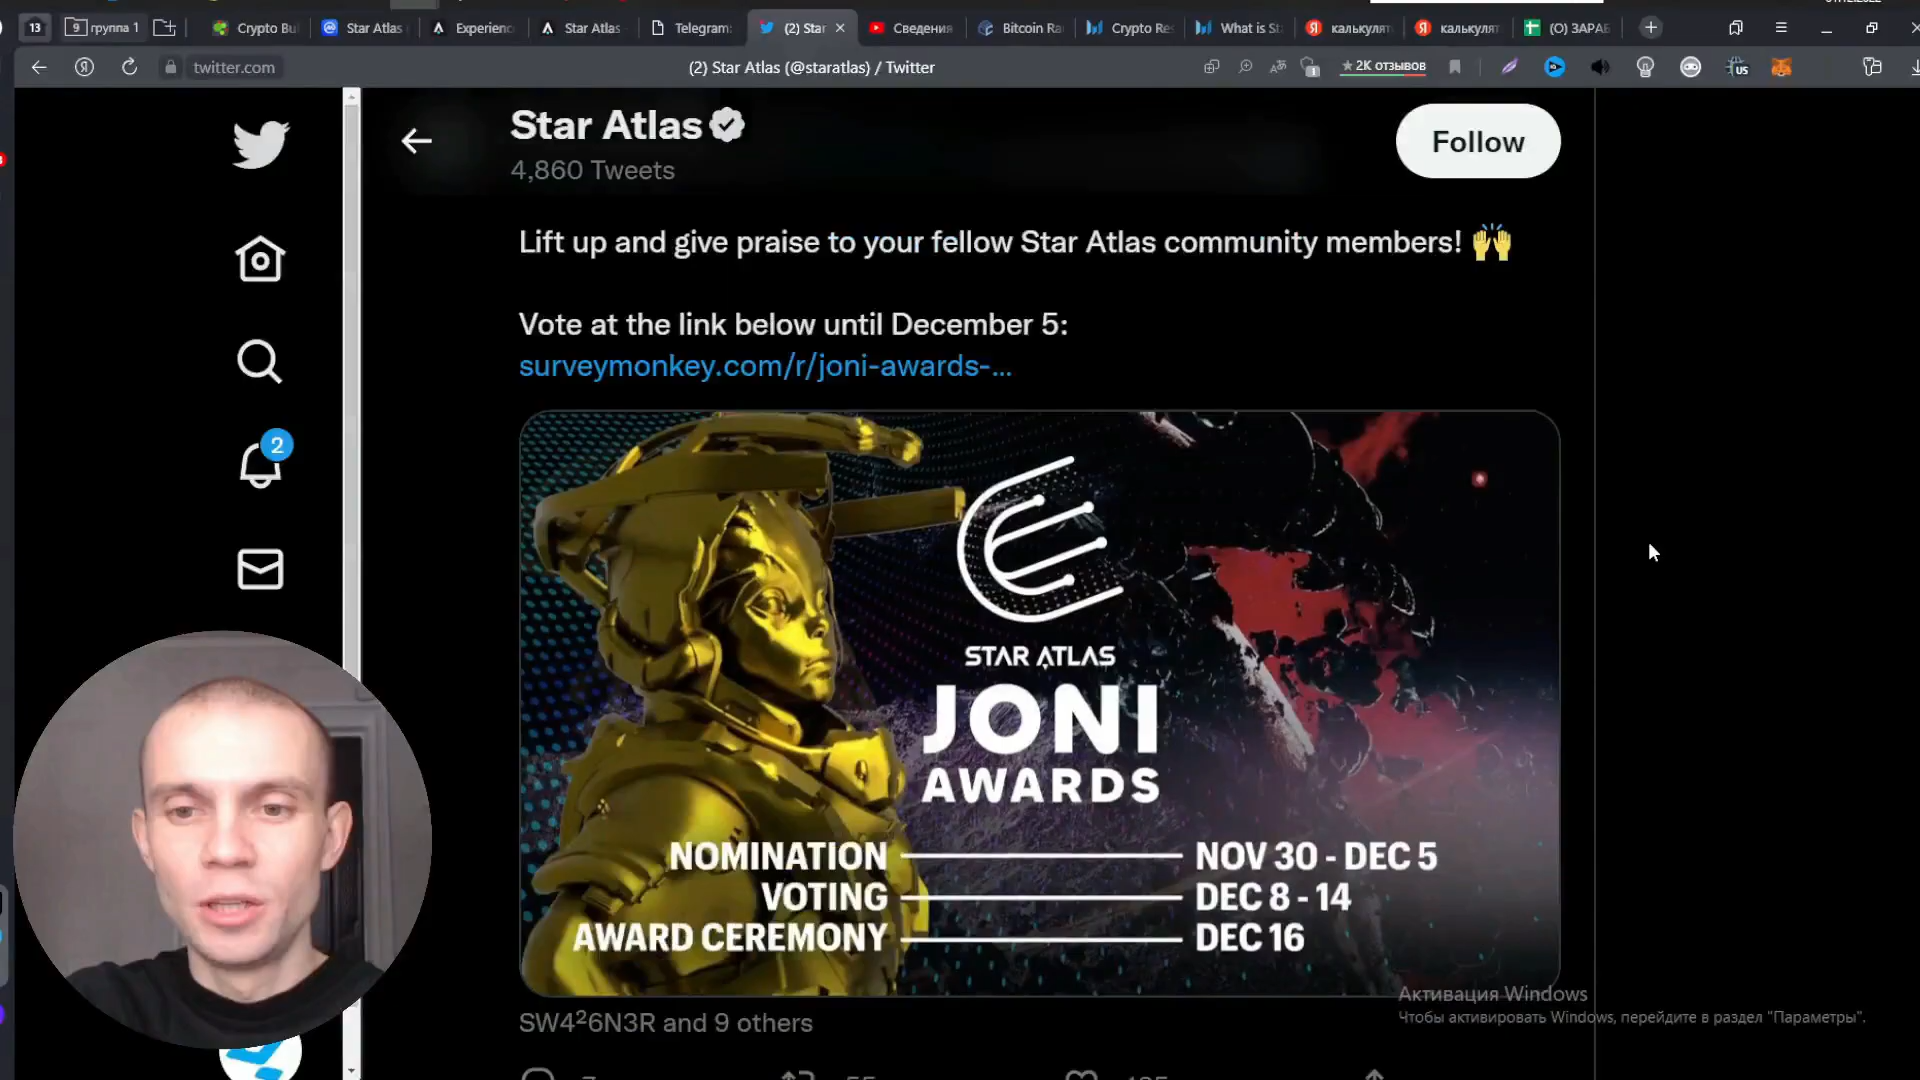 13
9 группа 1
Crypto Bu
Star Atlas
Experienc
Star Atlas
Telegram
(2) Star
Сведения
Bitcoin Ra
Crypto Res
What is St
калькулят
калькулят
(О) ЗАРАБ
twitter.com
(2) Star Atlas (@staratlas) / Twitter
★ 2К отзывов
US
Star Atlas
4,860 Tweets
Follow
Lift up and give praise to your fellow Star Atlas community members! 🙌
Vote at the link below until December 5:
surveymonkey.com/r/joni-awards-...
2
STAR ATLAS
JONI
AWARDS
NOMINATION NOV 30 - DEC 5
VOTING DEC 8 - 14
AWARD CEREMONY DEC 16
SW4²6N3R and 9 others
Активация Windows
Чтобы активировать Windows, перейдите в раздел "Параметры".